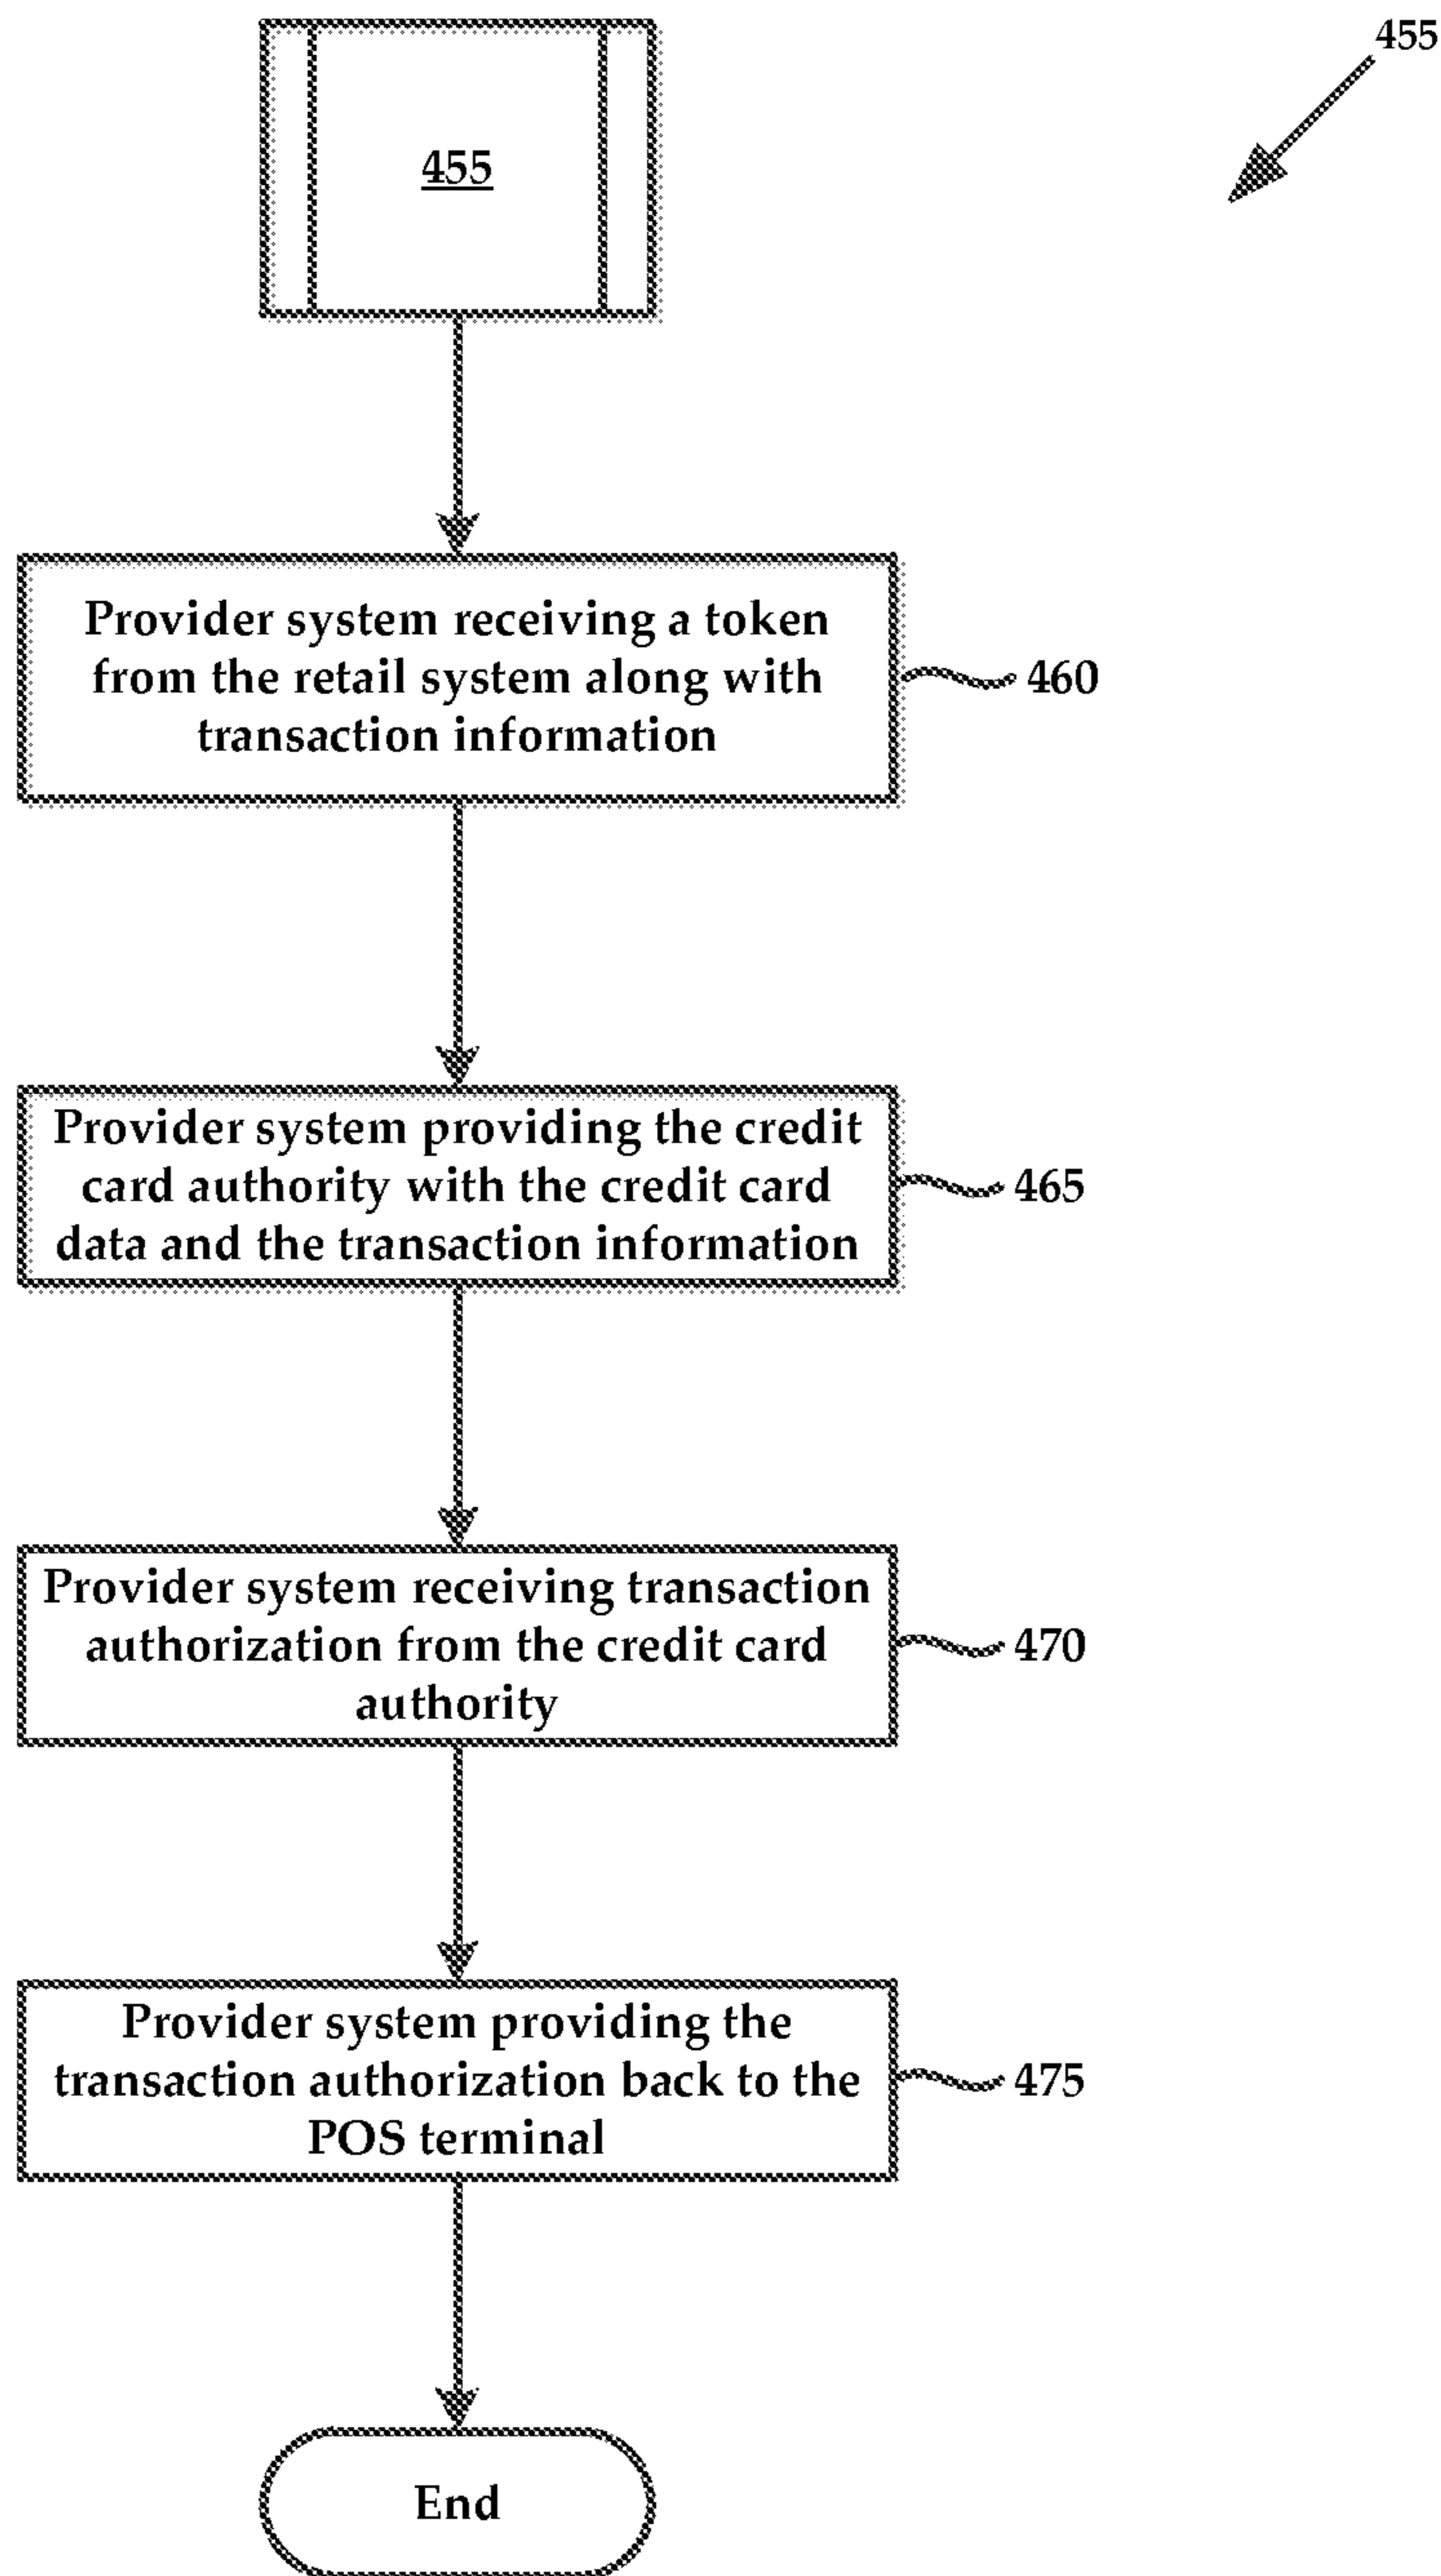 455
455
Provider system receiving a token
from the retail system along with
transaction information
460
Provider system providing the credit
card authority with the credit card
data and the transaction information
465
Provider system receiving transaction
authorization from the credit card
authority
470
Provider system providing the
transaction authorization back to the
POS terminal
475
End